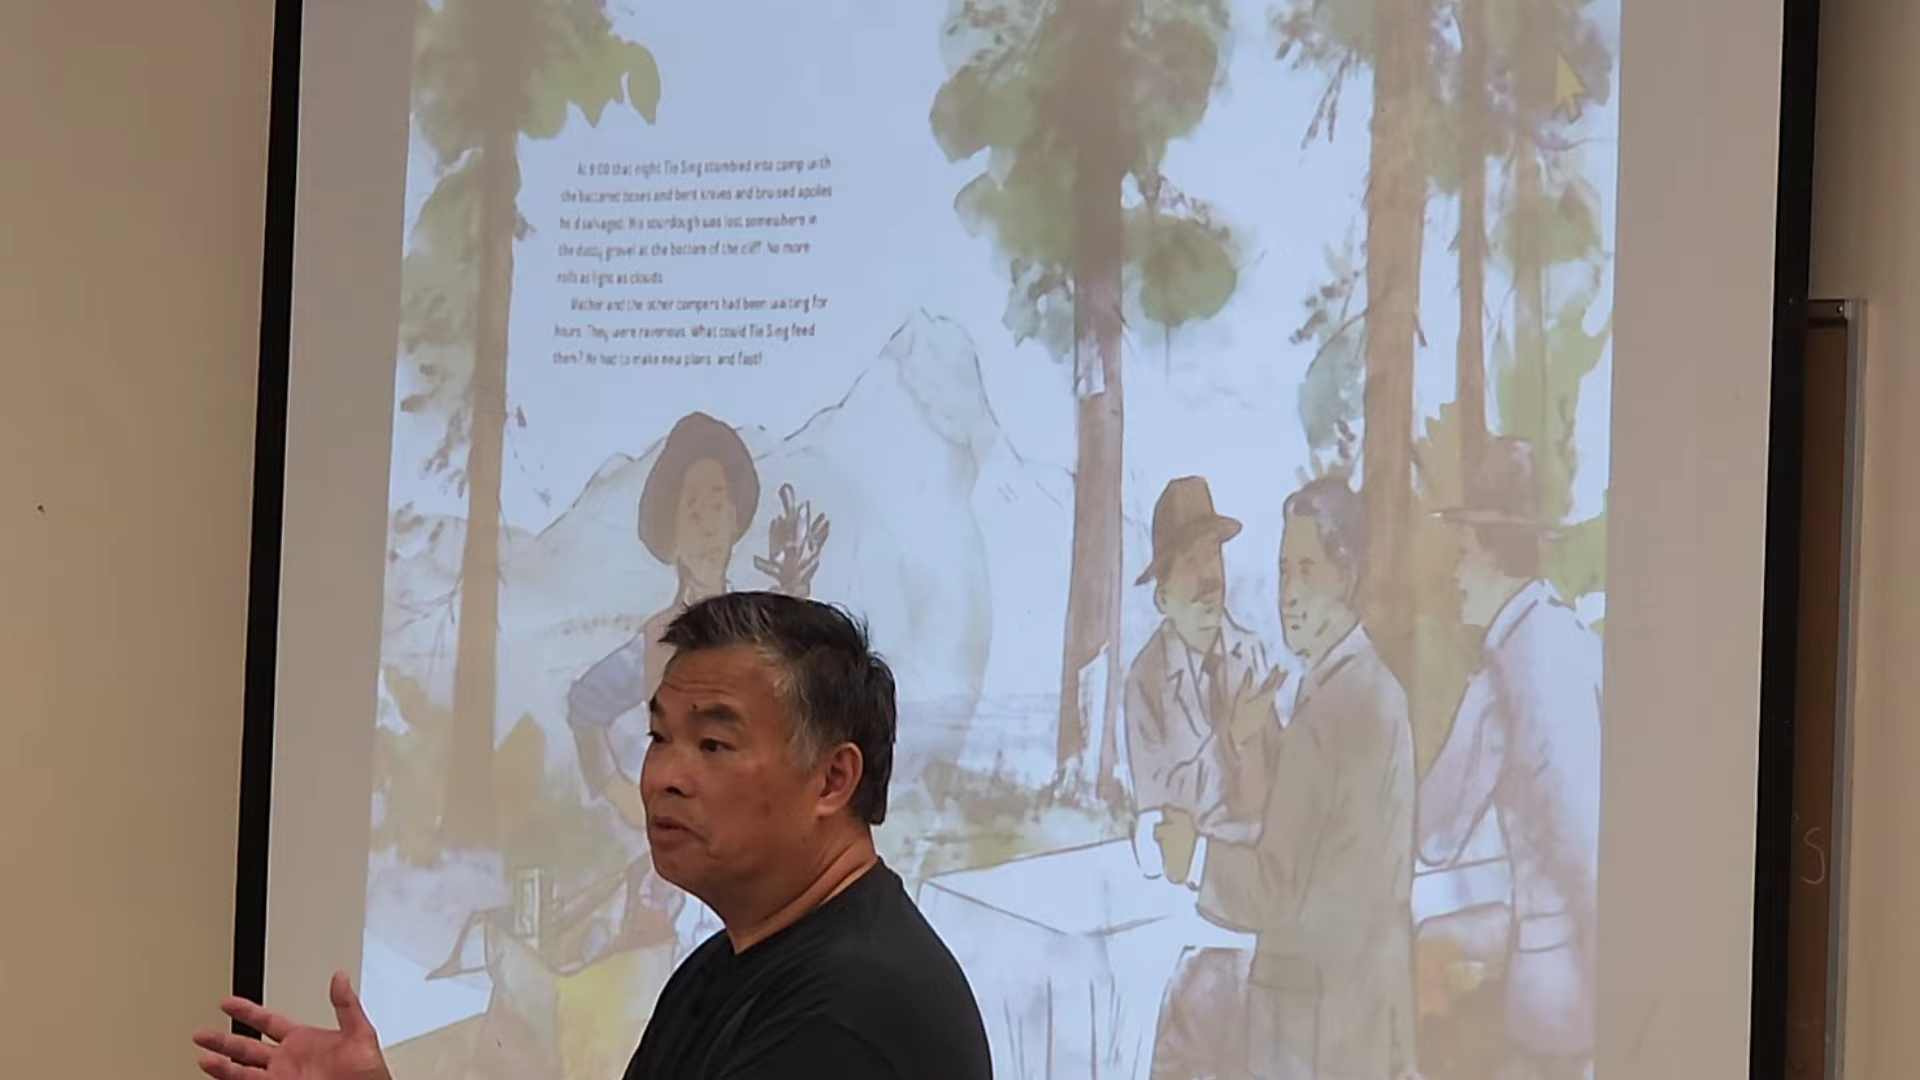 At 9:00 that night Tie Sing stumbled into camp with
the battered boxes and bent knives and bruised apples
he'd salvaged. His sourdough was lost somewhere in
the dusty gravel at the bottom of the cliff. No more
rolls as light as clouds.
Mather and the other campers had been waiting for
hours. They were ravenous. What could Tie Sing feed
them? He had to make new plans, and fast!